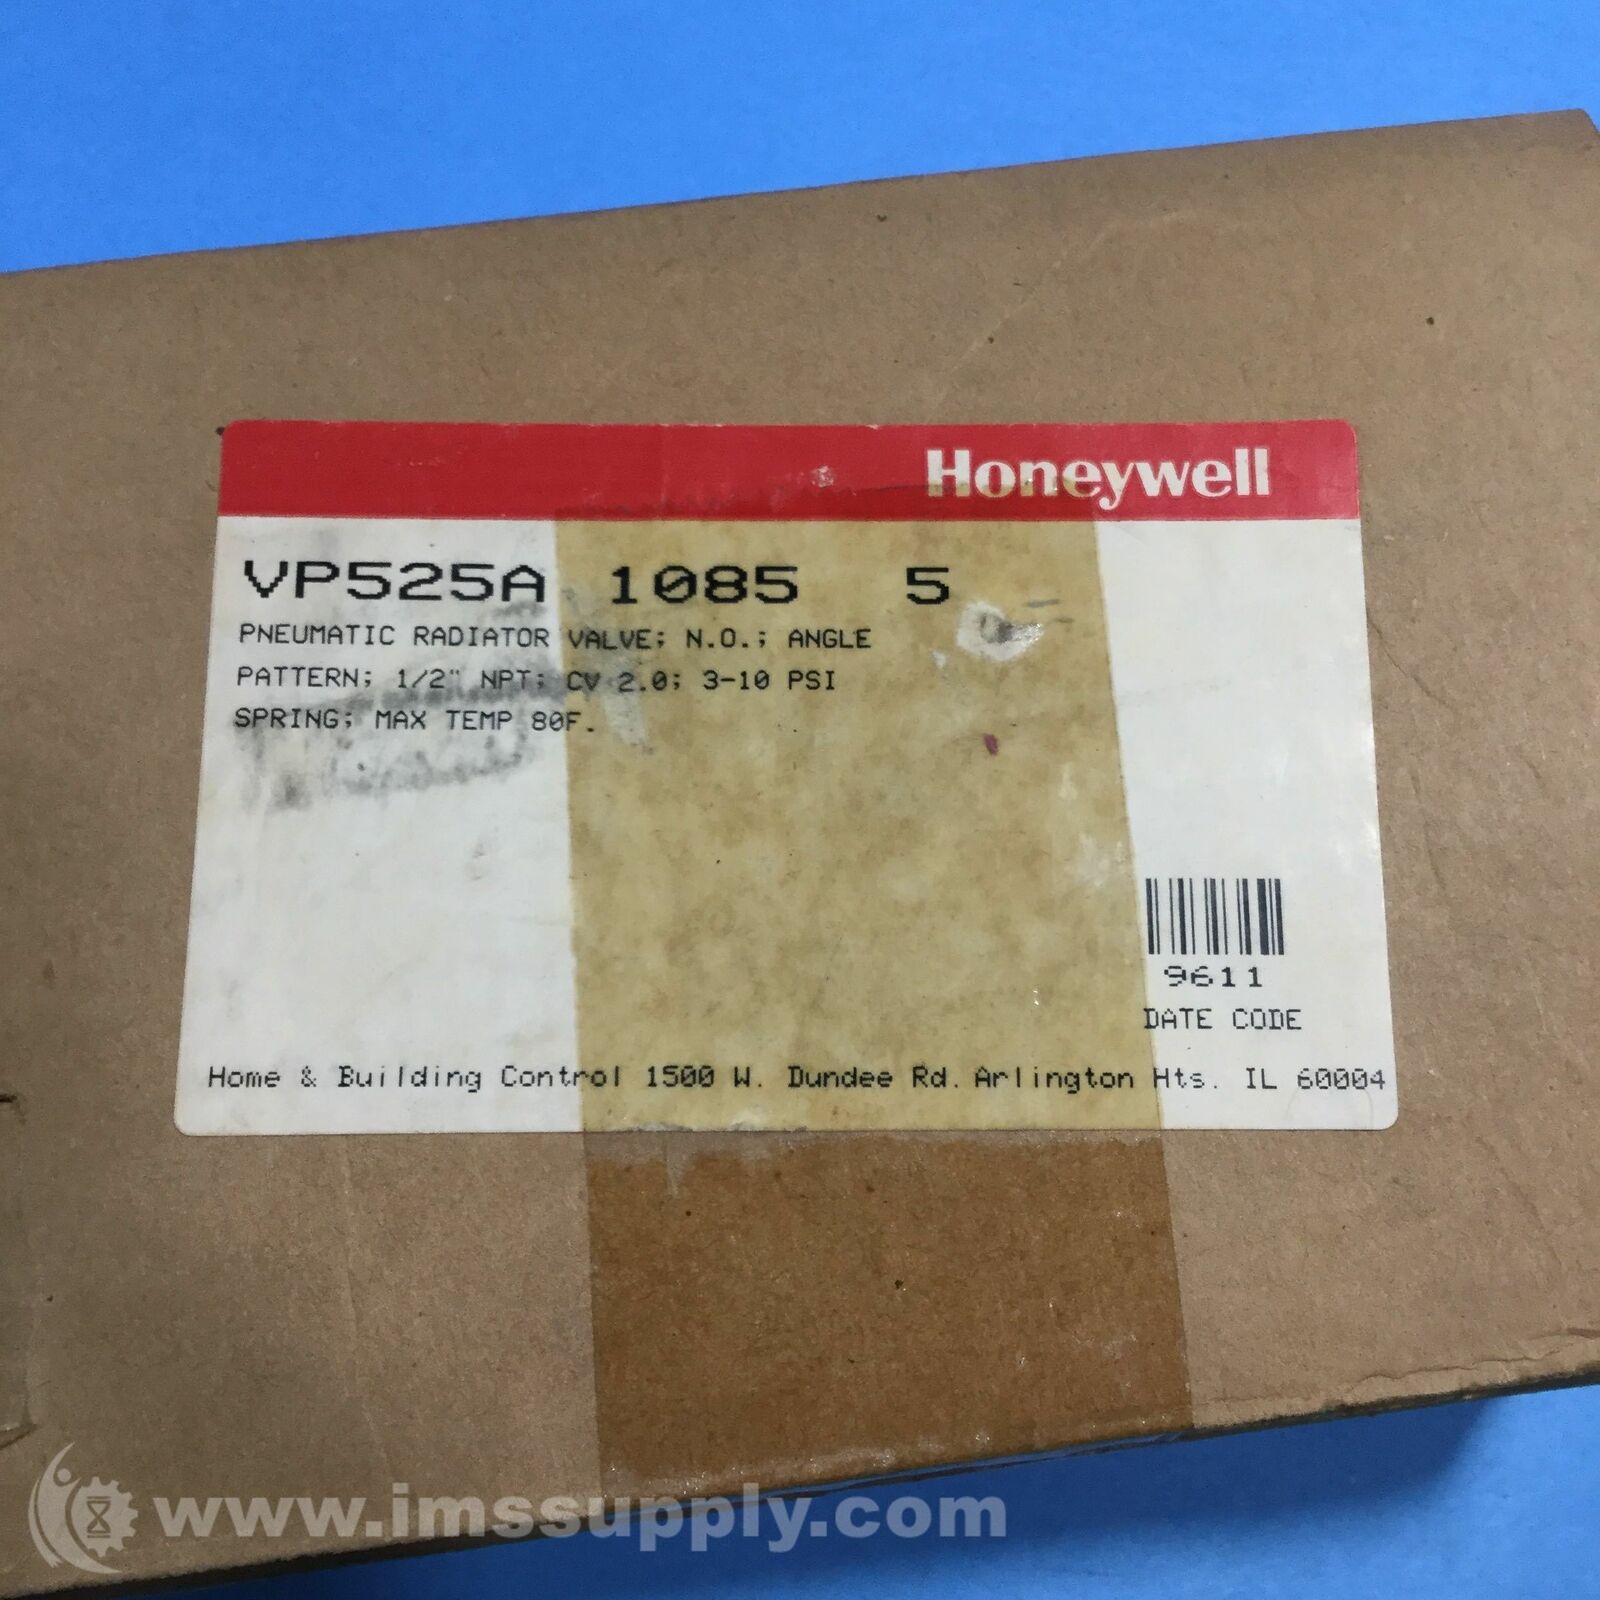 Honeywell
VP525A 1085 5
PNEUMATIC RADIATOR VALVE; N.O.; ANGLE
PATTERN; 1/2" NPT; CV 2.0; 3-10 PSI
SPRING; MAX TEMP 80F.
9611
DATE CODE
Home & Building Control 1500 W. Dundee Rd. Arlington Hts. IL 60004
www.imssupply.com